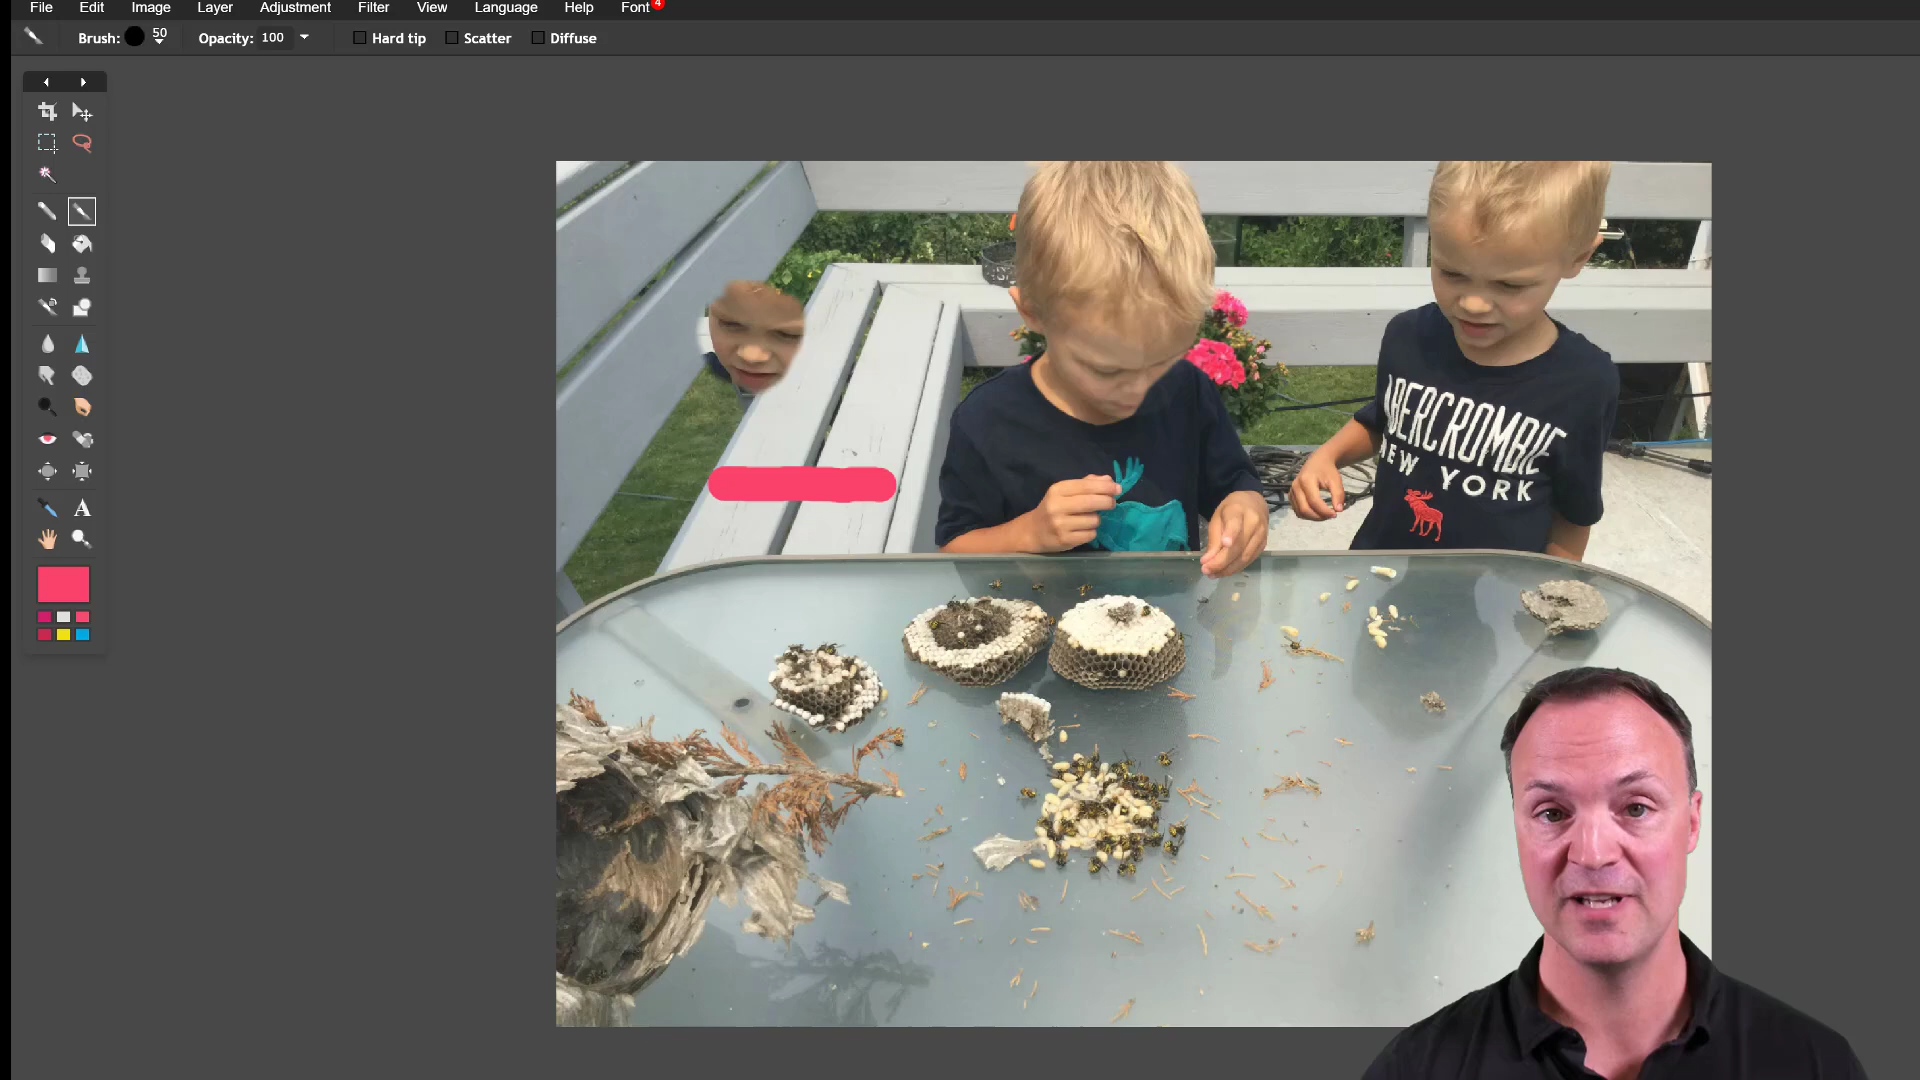 File Edit Image Layer Adjustment Filter View Language Help Font 4
Brush: 50 Opacity: 100 Hard tip Scatter Diffuse
A
ABERCROMBIE
NEW YORK